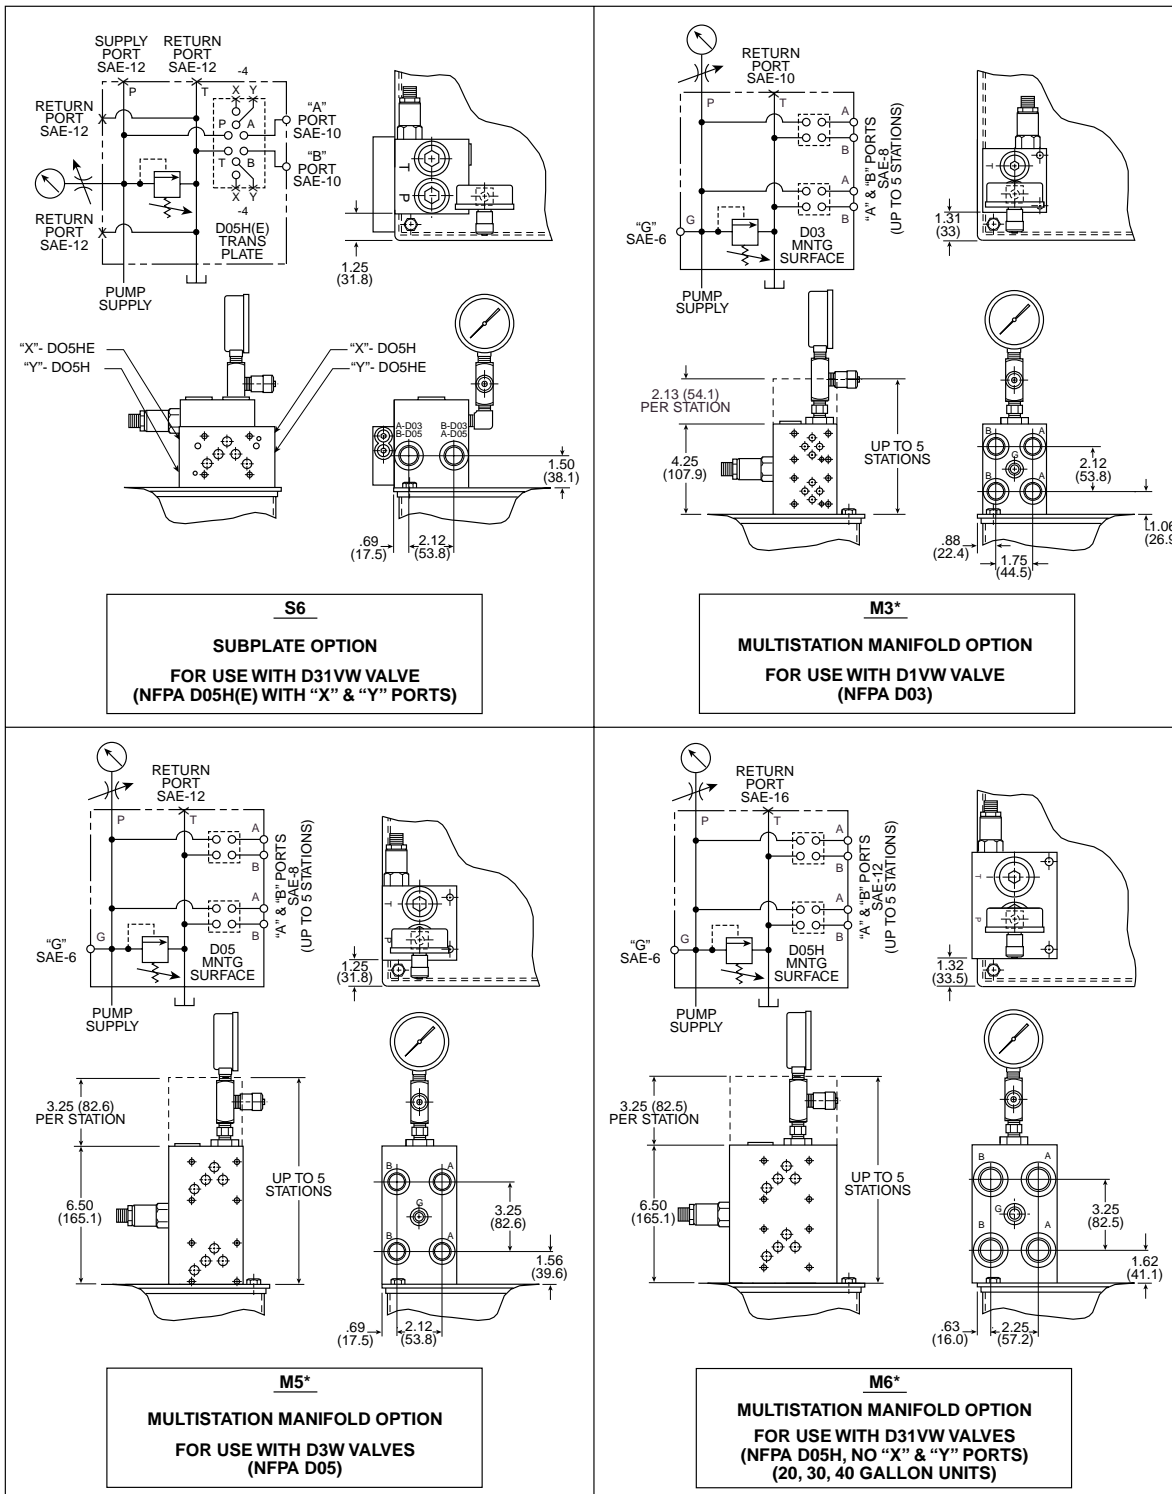 SUPPLY
PORT
SAE-12
RETURN
PORT
SAE-12
-4
X Y
P
T
RETURN
PORT
SAE-12
"A"
PORT
SAE-10
P A
T B
"B"
PORT
SAE-10
X Y
-4
RETURN
PORT
SAE-12
D05H(E)
TRANS
PLATE
PUMP
SUPPLY
T
P
1.25
(31.8)
"X"- DO5HE
"Y"- DO5H
"X"- DO5H
"Y"- DO5HE
A-D03
B-D05
B-D03
A-D05
1.50
(38.1)
.69
(17.5)
2.12
(53.8)
S6
SUBPLATE OPTION
FOR USE WITH D31VW VALVE
(NFPA D05H(E) WITH "X" & "Y" PORTS)
RETURN
PORT
SAE-10
P
T
A
B
A
B
"A" & "B" PORTS
SAE-8
(UP TO 5 STATIONS)
"G"
SAE-6
G
D03
MNTG
SURFACE
PUMP
SUPPLY
T
1.31
(33)
2.13 (54.1)
PER STATION
4.25
(107.9)
UP TO 5
STATIONS
B
A
G
B
A
2.12
(53.8)
1.06
(26.9
.88
(22.4)
1.75
(44.5)
M3*
MULTISTATION MANIFOLD OPTION
FOR USE WITH D1VW VALVE
(NFPA D03)
RETURN
PORT
SAE-12
P
T
A
B
A
B
"A" & "B" PORTS
SAE-8
(UP TO 5 STATIONS)
"G"
SAE-6
G
D05
MNTG
SURFACE
PUMP
SUPPLY
T
P
1.25
(31.8)
3.25 (82.6)
PER STATION
6.50
(165.1)
UP TO 5
STATIONS
B
A
G
B
A
3.25
(82.6)
1.56
(39.6)
.69
(17.5)
2.12
(53.8)
M5*
MULTISTATION MANIFOLD OPTION
FOR USE WITH D3W VALVES
(NFPA D05)
RETURN
PORT
SAE-16
P
T
A
B
A
B
"A" & "B" PORTS
SAE-12
(UP TO 5 STATIONS)
"G"
SAE-6
G
D05H
MNTG
SURFACE
PUMP
SUPPLY
T
P
1.32
(33.5)
3.25 (82.5)
PER STATION
6.50
(165.1)
UP TO 5
STATIONS
B
A
G
B
A
3.25
(82.5)
1.62
(41.1)
.63
(16.0)
2.25
(57.2)
M6*
MULTISTATION MANIFOLD OPTION
FOR USE WITH D31VW VALVES
(NFPA D05H, NO "X" & "Y" PORTS)
(20, 30, 40 GALLON UNITS)